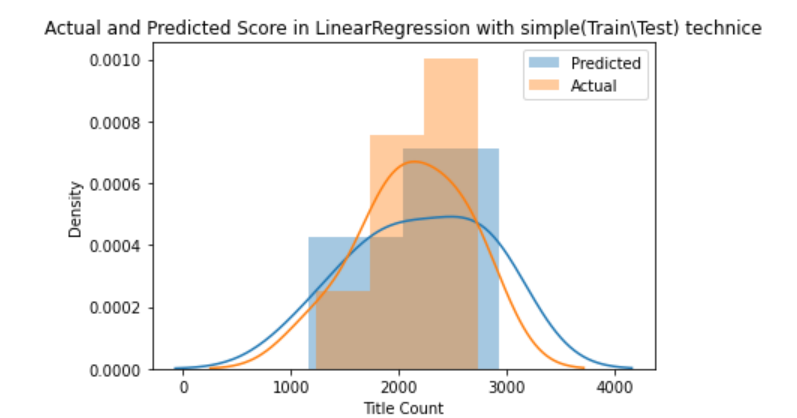 Actual and Predicted Score in LinearRegression with simple(Train\Test) technice
0.0010
0.0008
0.0006
0.0004
0.0002
0.0000
Density
Predicted
Actual
0 1000 2000 3000 4000
Title Count